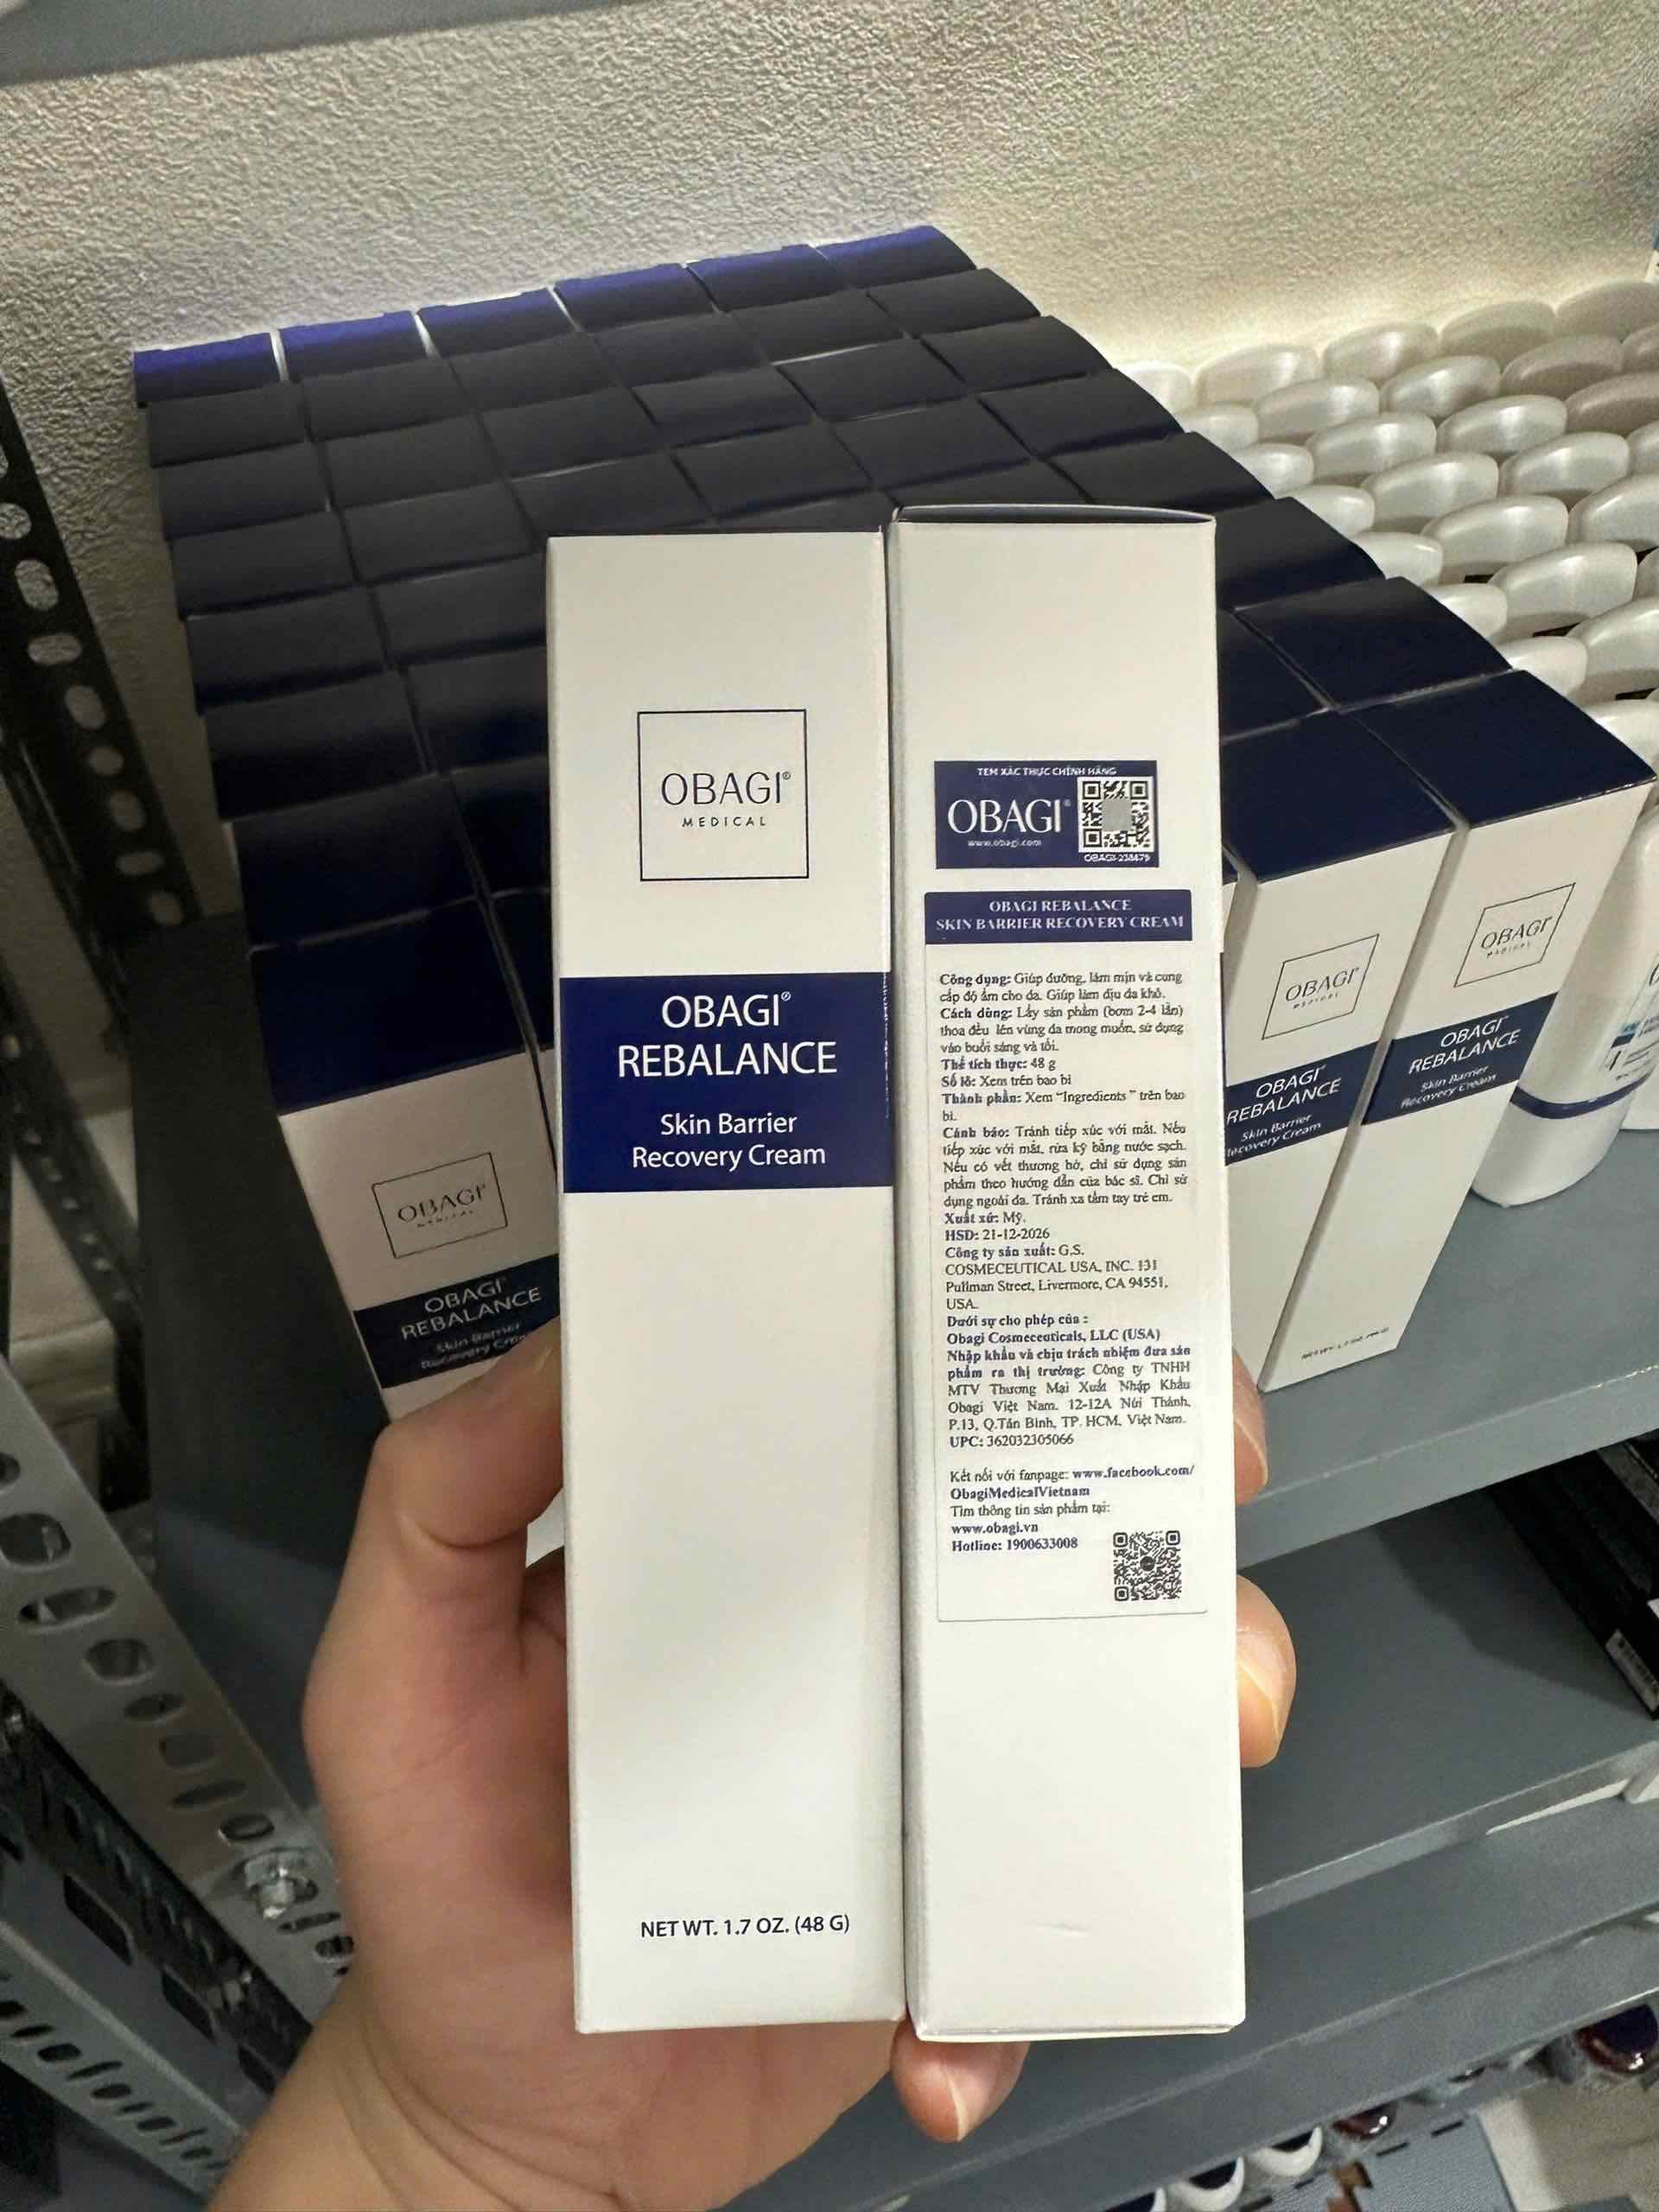 OBAGI®
MEDICAL
OBAGI®
REBALANCE
Skin Barrier
Recovery Cream
NET WT. 1.7 OZ. (48 G)
TEM XÁC THỰC CHÍNH HÃNG
OBAGI®
www.obagi.com
OBAGI REBALANCE
SKIN BARRIER RECOVERY CREAM
Công dụng: Giúp dưỡng, làm mịn và cung
cấp độ ẩm cho da. Giúp làm dịu da khô.
Cách dùng: Lấy sản phẩm (bơm 2-4 lần)
thoa đều lên vùng da mong muốn, sử dụng
vào buổi sáng và tối.
Thể tích thực: 48 g
Số lô: Xem trên bao bì
Thành phần: Xem "Ingredients" trên bao
bì.
Cảnh báo: Tránh tiếp xúc với mắt. Nếu
tiếp xúc với mắt, rửa kỹ bằng nước sạch.
Nếu có vết thương hở, chỉ sử dụng sản
phẩm theo hướng dẫn của bác sĩ. Chỉ sử
dụng ngoài da. Tránh xa tầm tay trẻ em.
Xuất xứ: Mỹ.
HSD: 21-12-2026
Công ty sản xuất: G.S.
COSMECEUTICAL USA, INC. 131
Pullman Street, Livermore, CA 94551,
USA.
Dưới sự cho phép của :
Obagi Cosmeceuticals, LLC (USA)
Nhập khẩu và chịu trách nhiệm đưa sản
phẩm ra thị trường: Công ty TNHH
MTV Thương Mại Xuất Nhập Khẩu
Obagi Việt Nam. 12-12A Núi Thành,
P.13, Q.Tân Bình, TP. HCM, Việt Nam.
UPC: 362032305066
Kết nối với fanpage: www.facebook.com/
ObagiMedicalVietnam
Tìm thông tin sản phẩm tại:
www.obagi.vn
Hotline: 1900633008
OBAGI
MEDICAL
OBAGI
REBALANCE
Skin Barrier
Recovery Cream
OBAGI
MEDICAL
OBAGI
REBALANCE
Skin Barrier
Recovery Cream
OBAGI
MEDICAL
OBAGI
REBALANCE
Skin Barrier
Recovery Cream